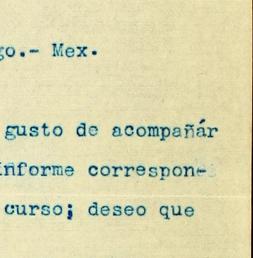 go.- Mex.
gusto de acompañár
informe correspon-
curso; deseo que